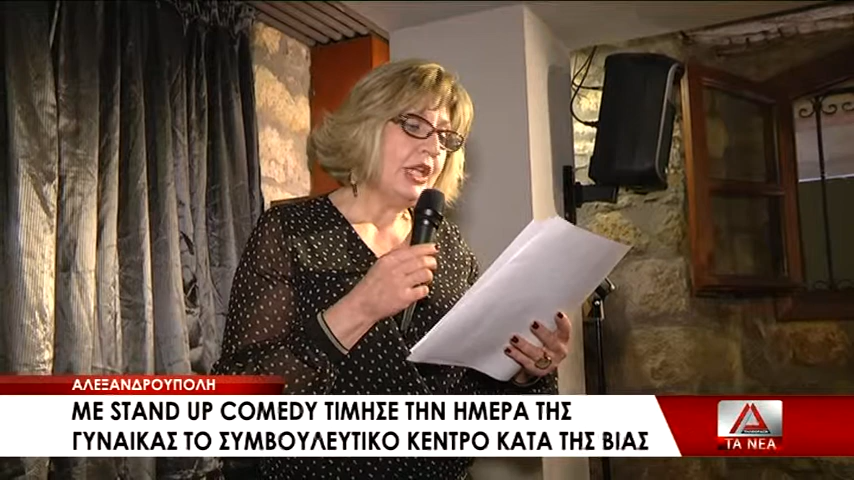 ΑΛΕΞΑΝΔΡΟΥΠΟΛΗ
ΜΕ STAND UP COMEDY ΤΙΜΗΣΕ ΤΗΝ ΗΜΕΡΑ ΤΗΣ
ΓΥΝΑΙΚΑΣ ΤΟ ΣΥΜΒΟΥΛΕΥΤΙΚΟ ΚΕΝΤΡΟ ΚΑΤΑ ΤΗΣ ΒΙΑΣ
ΤΑ ΝΕΑ